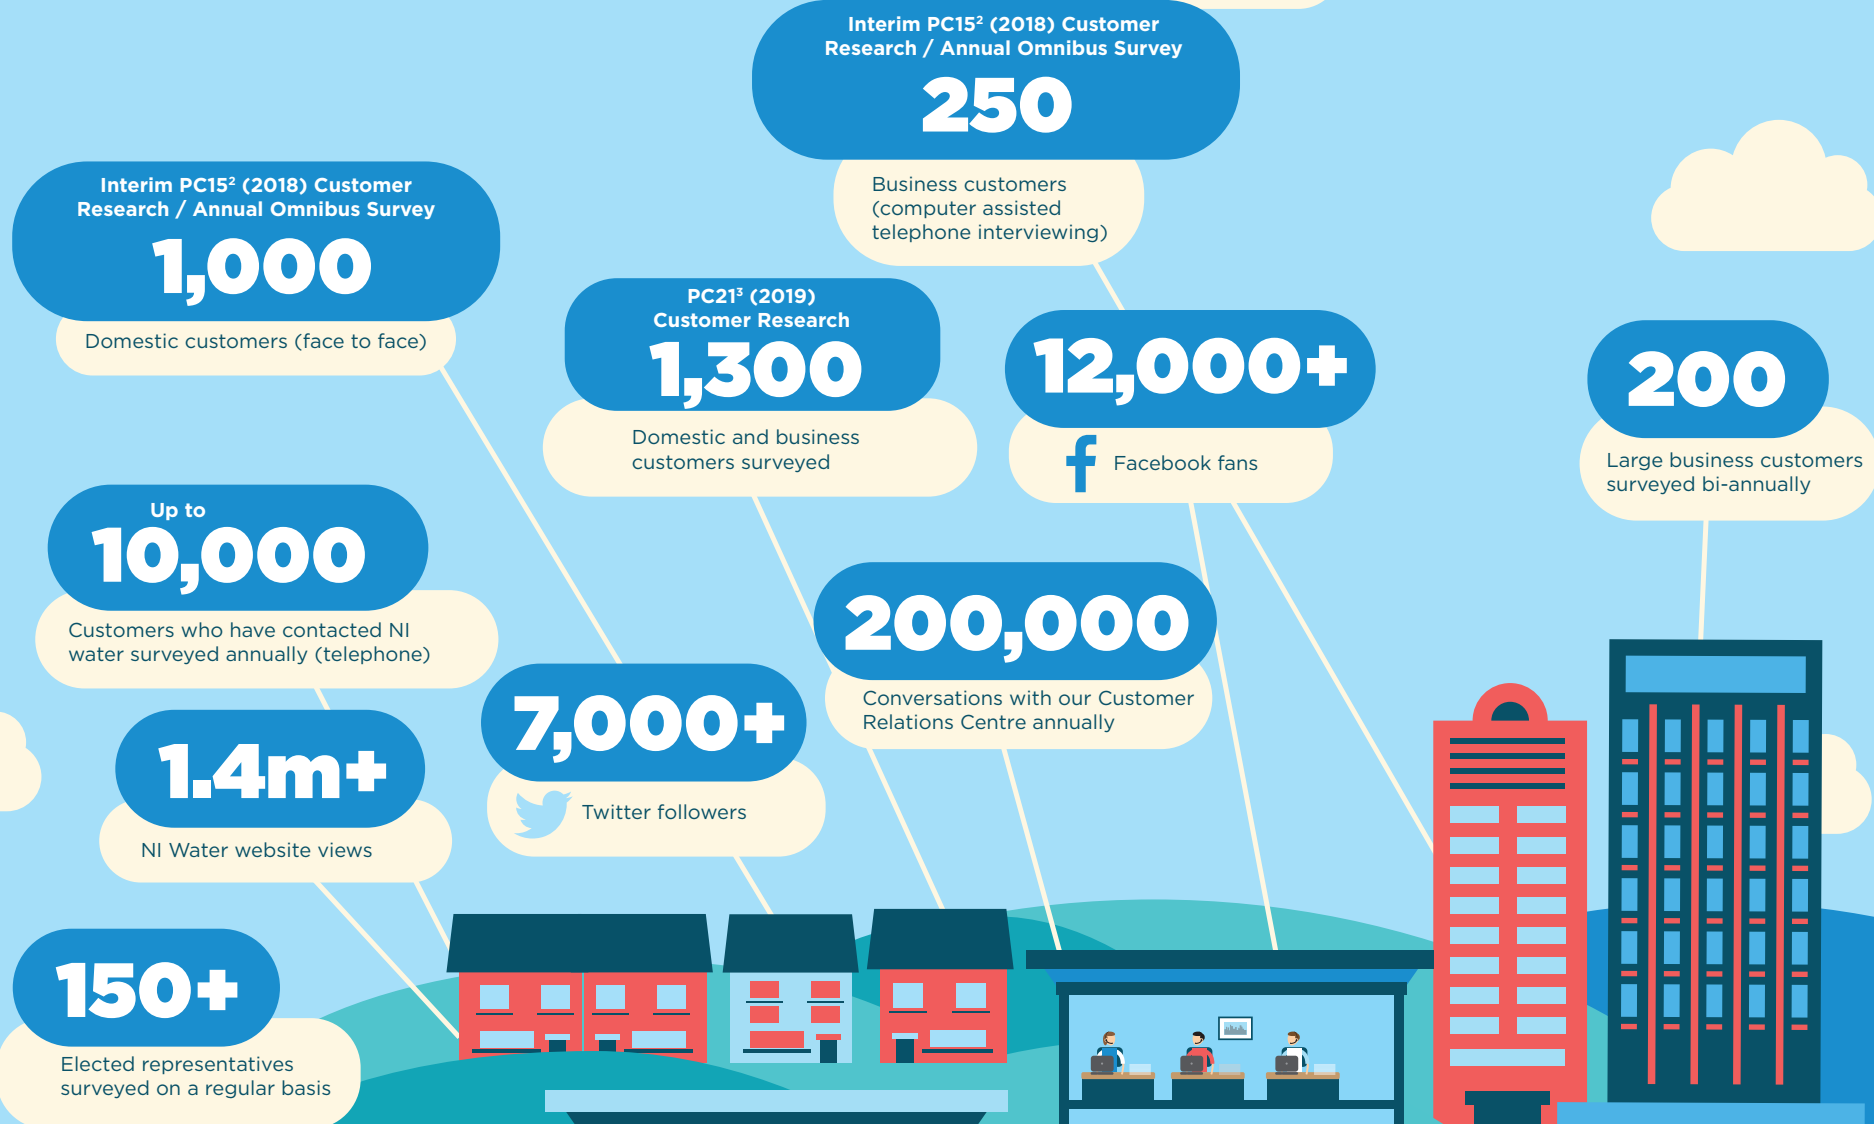 Interim PC15² (2018) Customer
Research / Annual Omnibus Survey
250
Business customers
(computer assisted
telephone interviewing)
Interim PC15² (2018) Customer
Research / Annual Omnibus Survey
1,000
Domestic customers (face to face)
PC21³ (2019)
Customer Research
1,300
Domestic and business
customers surveyed
12,000+
Facebook fans
200
Large business customers
surveyed bi-annually
Up to
10,000
Customers who have contacted NI
water surveyed annually (telephone)
200,000
Conversations with our Customer
Relations Centre annually
7,000+
Twitter followers
1.4m+
NI Water website views
150+
Elected representatives
surveyed on a regular basis